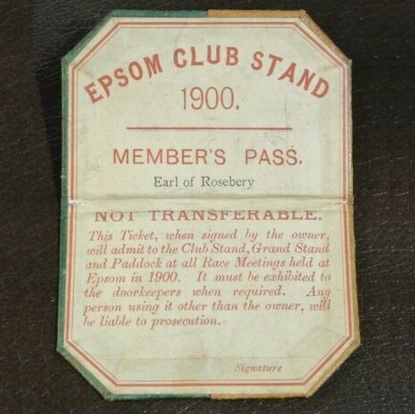 EPSOM CLUB STAND
1900.
MEMBER'S PASS.
Earl of Rosebery
NOT TRANSFERABLE.
This Ticket, when signed by the owner,
will admit to the Club Stand, Grand Stand
and Paddock at all Race Meetings held at
Epsom in 1900. It must be exhibited to
the doorkeepers when required. Any
person using it other than the owner, will
be liable to prosecution.
Signature